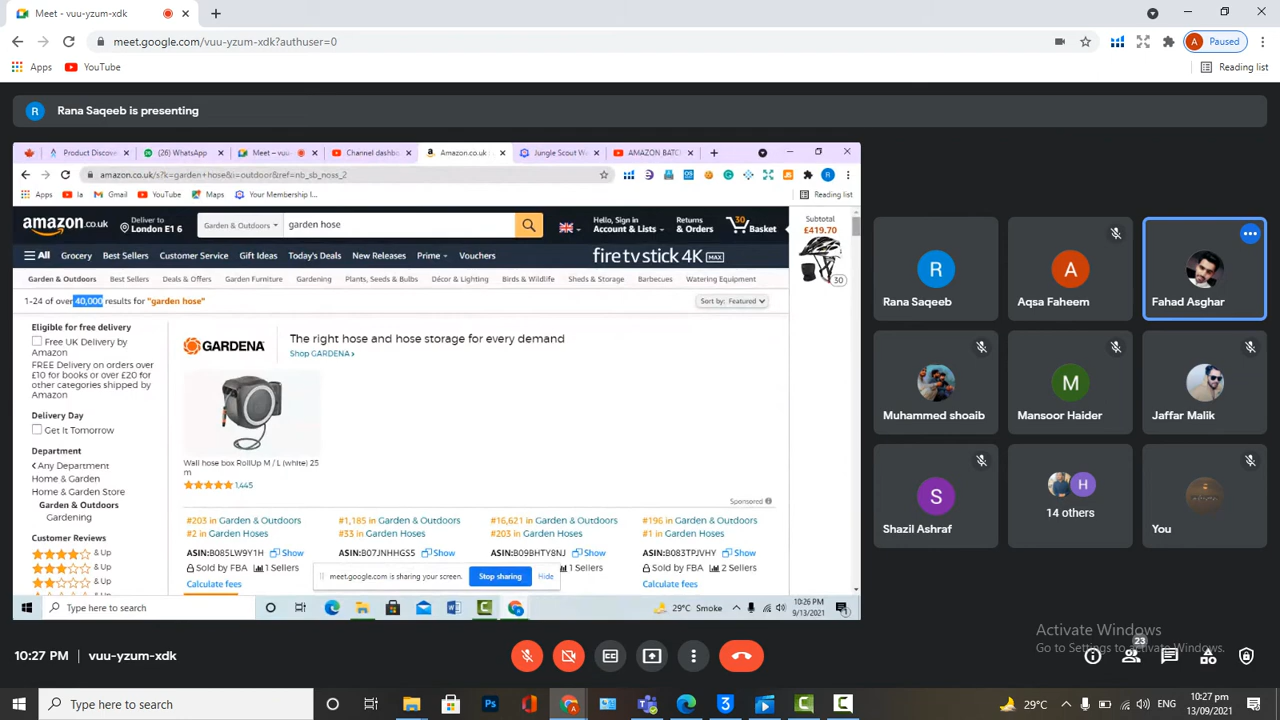 Meet - vuu-yzum-xdk
meet.google.com/vuu-yzum-xdk?authuser=0
Paused
Apps
YouTube
Reading list
R
Rana Saqeeb is presenting
Product Discov
(26) WhatsApp
Meet – vuu-
Channel dashb
Amazon.co.uk
Jungle Scout W
AMAZON BATC
amazon.co.uk/s?k=garden+hose&i=outdoor&ref=nb_sb_noss_2
Apps
la
Gmail
YouTube
Maps
Your Membership I...
Reading list
amazon.co.uk
Deliver to
London E1 6
Garden & Outdoors
garden hose
Hello, Sign in
Account & Lists
Returns
& Orders
30
Basket
Subtotal
£419.70
30
All
Grocery
Best Sellers
Customer Service
Gift Ideas
Today's Deals
New Releases
Prime
Vouchers
fire tv stick 4K MAX
Garden & Outdoors
Best Sellers
Deals & Offers
Garden Furniture
Gardening
Plants, Seeds & Bulbs
Décor & Lighting
Birds & Wildlife
Sheds & Storage
Barbecues
Watering Equipment
1-24 of over 40,000 results for "garden hose"
Sort by: Featured
Eligible for free delivery
Free UK Delivery by
Amazon
FREE Delivery on orders over
£10 for books or over £20 for
other categories shipped by
Amazon
Delivery Day
Get It Tomorrow
Department
Any Department
Home & Garden
Home & Garden Store
Garden & Outdoors
Gardening
Customer Reviews
& Up
& Up
& Up
GARDENA
The right hose and hose storage for every demand
Shop GARDENA ›
Wall hose box RollUp M / L (white) 25
m
1,445
Sponsored
#203 in Garden & Outdoors
#2 in Garden Hoses
ASIN:B085LW9Y1H Show
Sold by FBA 1 Sellers
Calculate fees
#1,185 in Garden & Outdoors
#33 in Garden Hoses
ASIN:B07JNHHGS5 Show
#16,621 in Garden & Outdoors
#203 in Garden Hoses
ASIN:B09BHTY8NJ Show
1 Sellers
#196 in Garden & Outdoors
#1 in Garden Hoses
ASIN:B083TPJVHY Show
Sold by FBA 2 Sellers
Calculate fees
meet.google.com is sharing your screen.
Stop sharing
Hide
Type here to search
29°C Smoke
10:26 PM
9/13/2021
R
Rana Saqeeb
A
Aqsa Faheem
Fahad Asghar
Muhammed shoaib
M
Mansoor Haider
Jaffar Malik
S
Shazil Ashraf
H
14 others
You
Activate Windows
Go to Settings to activate Windows.
10:27 PM
vuu-yzum-xdk
23
Type here to search
29°C
ENG
10:27 pm
13/09/2021